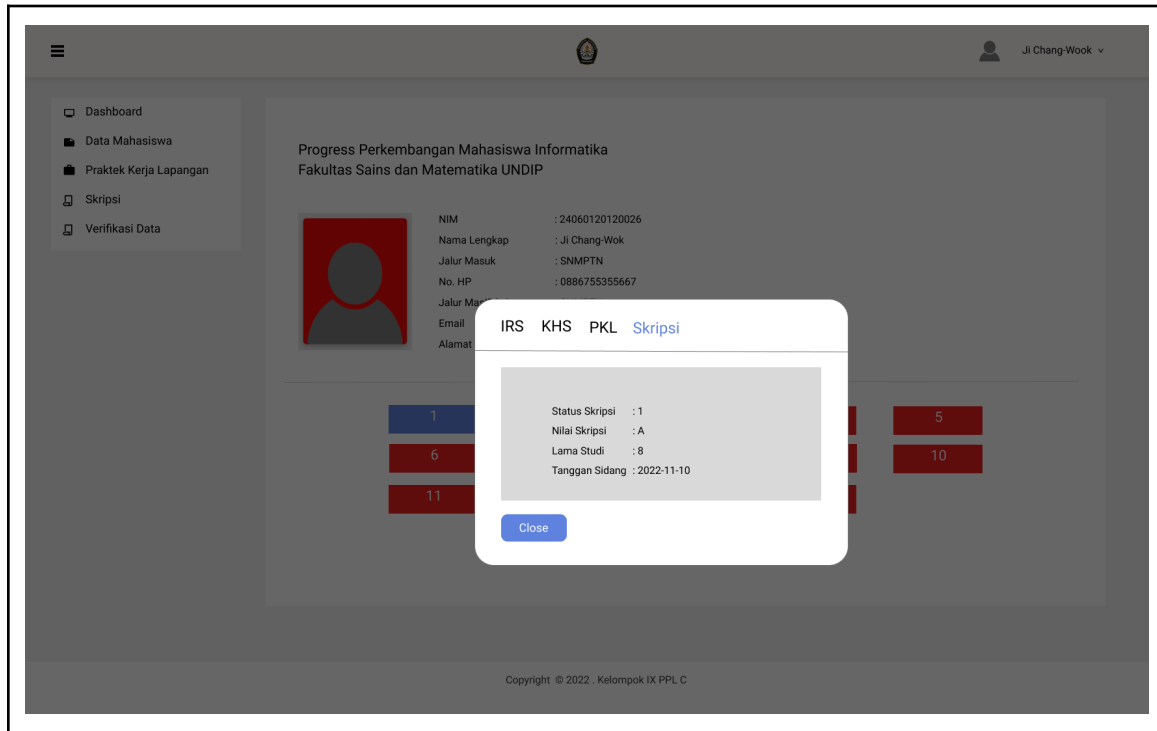 Ji Chang-Wook
Dashboard
Data Mahasiswa
Praktek Kerja Lapangan
Skripsi
Verifikasi Data
Progress Perkembangan Mahasiswa Informatika
Fakultas Sains dan Matematika UNDIP
NIM : 24060120120026
Nama Lengkap : Ji Chang-Wok
Jalur Masuk : SNMPTN
No. HP : 0886755355667
Jalur
Email
Alamat
IRS KHS PKL Skripsi
Status Skripsi : 1
Nilai Skripsi : A
Lama Studi : 8
Tanggan Sidang : 2022-11-10
Close
1 5
6 10
11
Copyright © 2022 . Kelompok IX PPL C